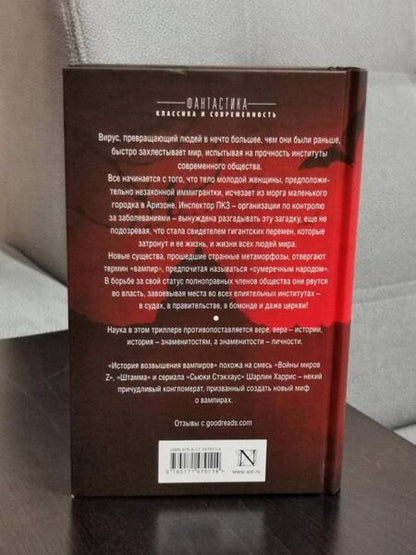 ФАНТАСТИКА
КЛАССИКА И СОВРЕМЕННОСТЬ
Вирус, превращающий людей в нечто большее, чем они были раньше,
быстро захлестывает мир, испытывая на прочность институты
современного общества.
Все начинается с того, что тело молодой женщины, предположи-
тельно незаконной иммигрантки, исчезает из морга маленького
городка в Аризоне. Инспектор ПКЗ – организации по контролю
за заболеваниями – вынуждена разгадывать эту загадку, еще не
подозревая, что стала свидетелем гигантских перемен, которые
затронут и ее жизнь, и жизни всех людей мира.
Новые существа, прошедшие странные метаморфозы, отвергают
термин «вампир», предпочитая называться «сумеречным народом».
В борьбе за свой статус полноправных членов общества они рвутся
во власть, завоевывая места во всех влиятельных институтах –
в судах, в правительстве, в бомонде и даже церкви!
Наука в этом триллере противопоставляется вере, вера – истории,
история – знаменитостям, а знаменитости – личности.
«История возвышения вампиров» похожа на смесь «Войны миров
Z», «Штамма» и сериала «Сьюки Стэкхаус» Шарлин Харрис – некий
причудливый конгломерат, призванный создать новый миф
о вампирах.
Отзывы с goodreads.com
N
www.ast.ru